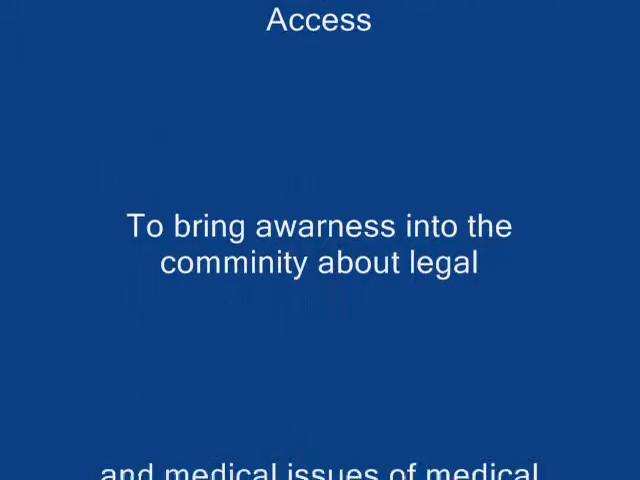 Access
To bring awarness into the
comminity about legal
and medical issues of medical